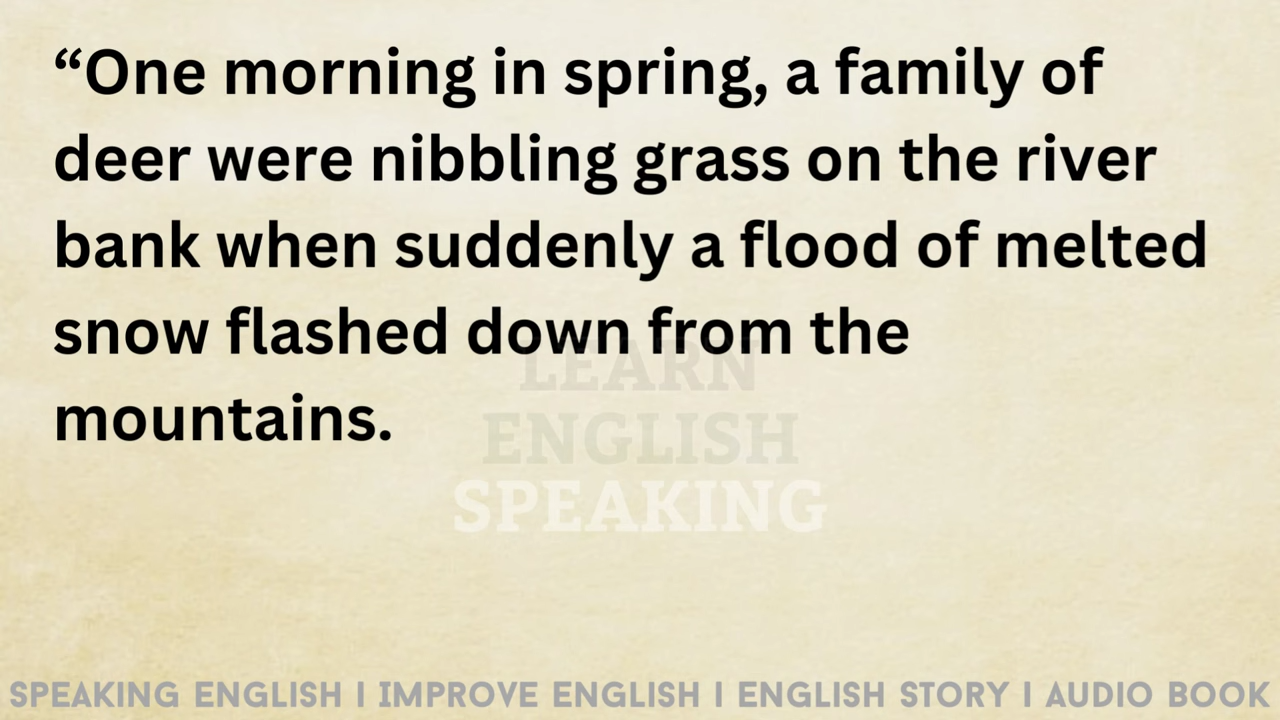 “One morning in spring, a family of
deer were nibbling grass on the river
bank when suddenly a flood of melted
snow flashed down from the
mountains.
LEARN
ENGLISH
SPEAKING
SPEAKING ENGLISH | IMPROVE ENGLISH | ENGLISH STORY | AUDIO BOOK